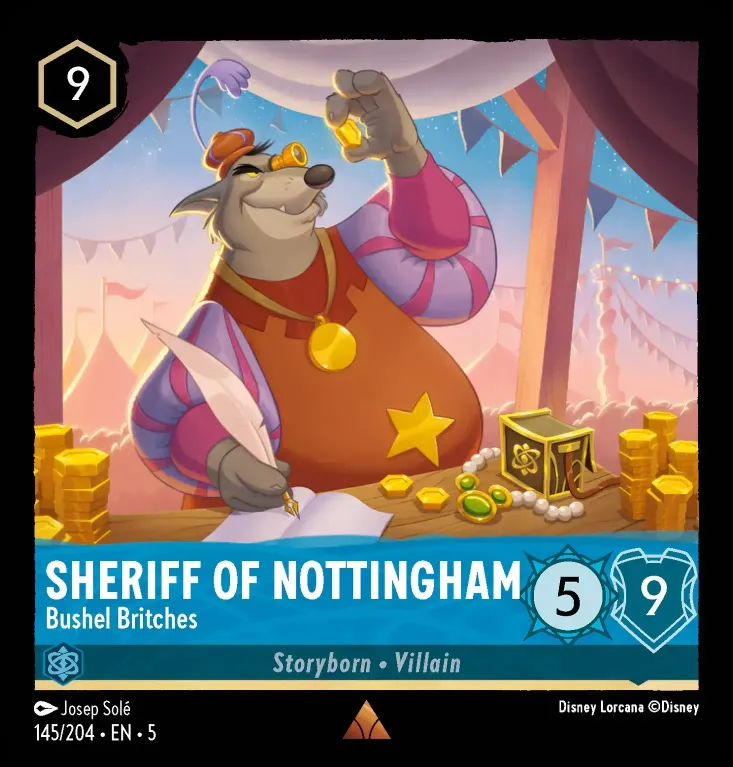 9
SHERIFF OF NOTTINGHAM
Bushel Britches
5
9
Storyborn • Villain
Josep Solé
Disney Lorcana ©Disney
145/204 • EN • 5